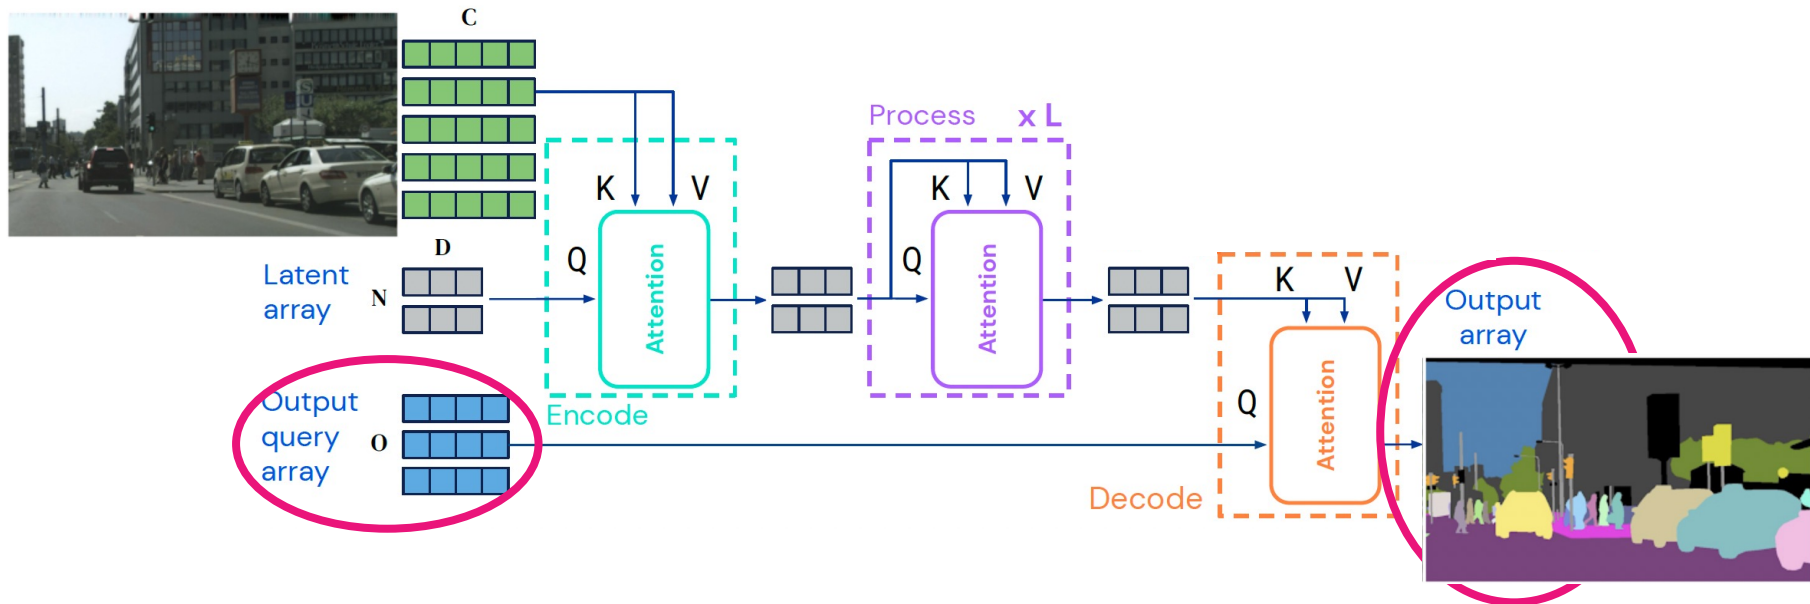 C
Process x L
K V
K V
D
Q
Q
Latent
array
N
Attention
Attention
K V
Output
array
Output
query
array
O
Encode
Q
Attention
Decode
S
U